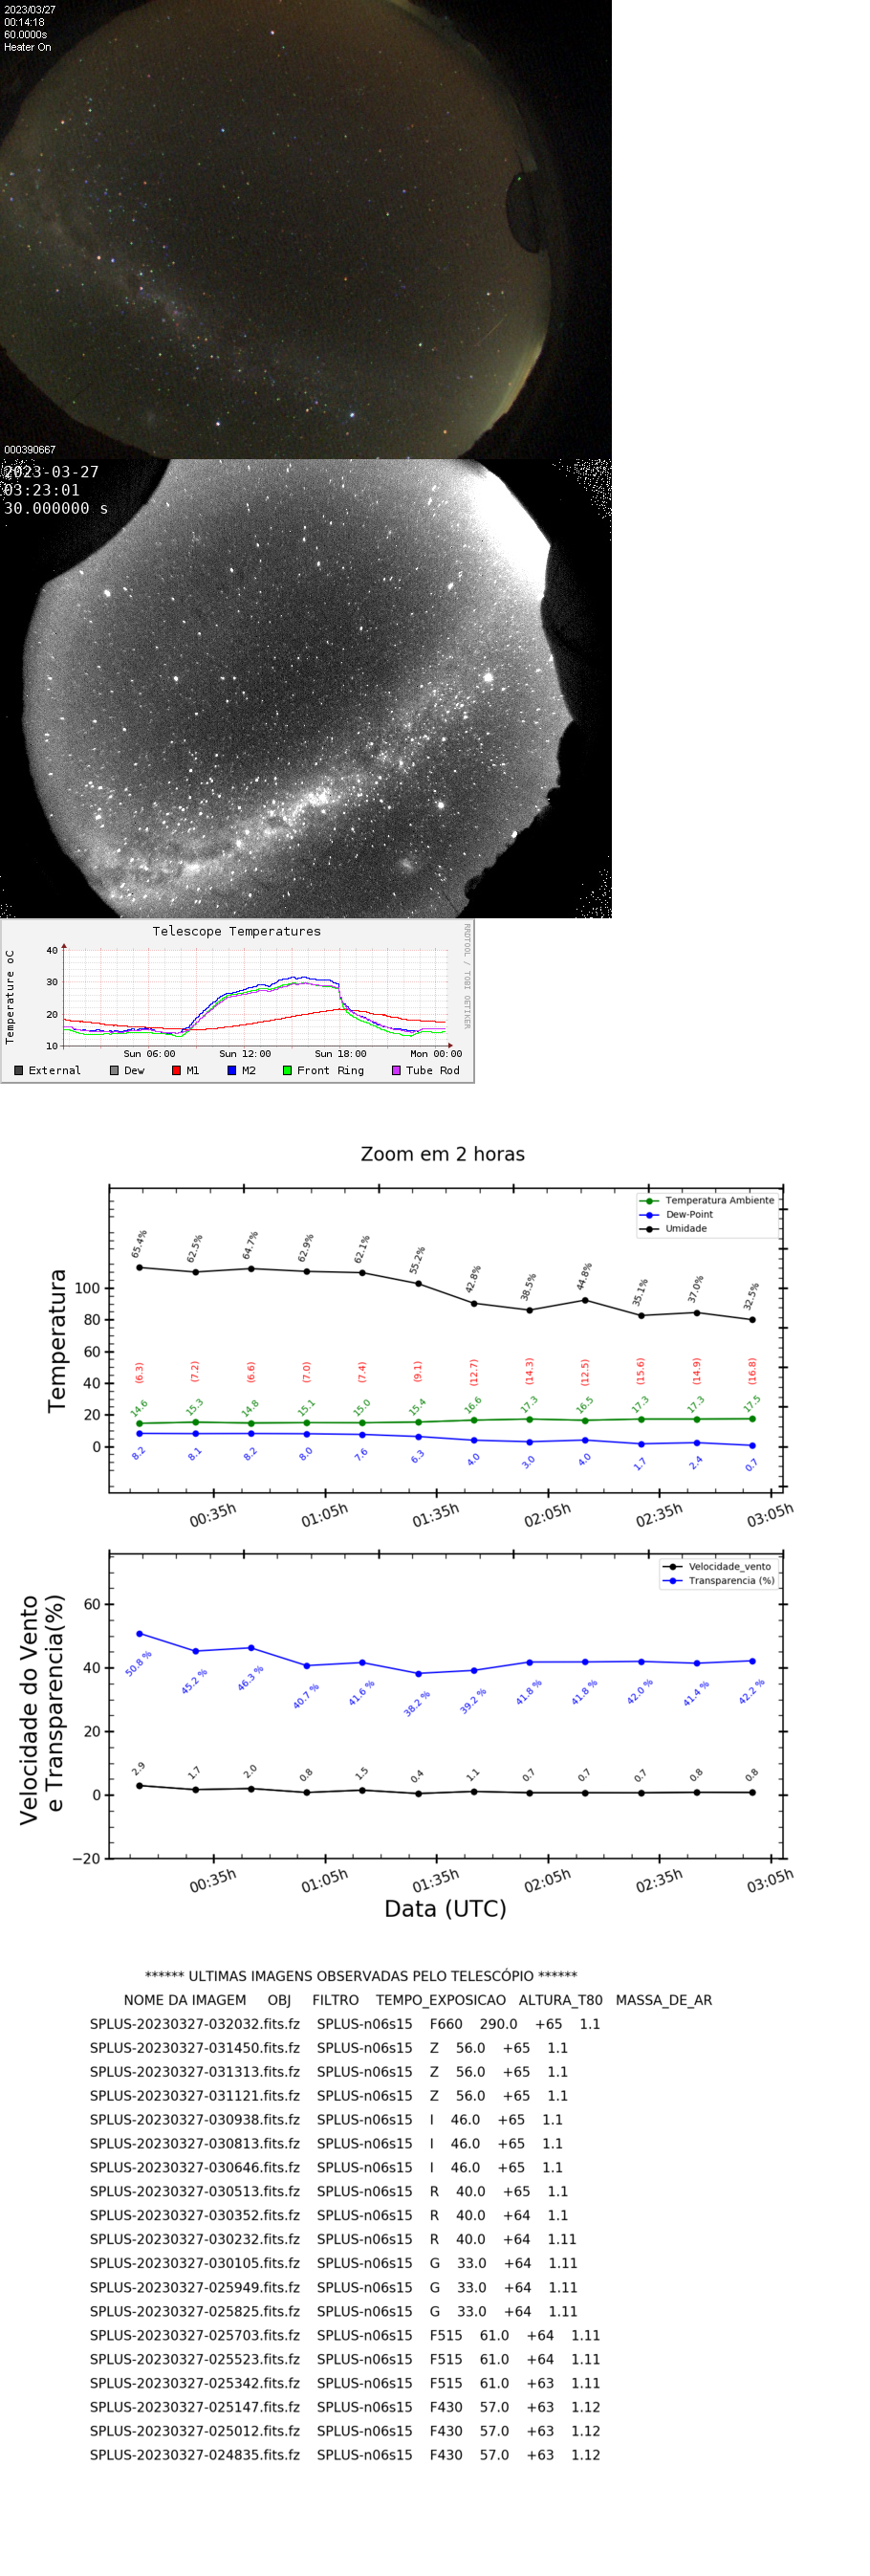 2023/03/27
00:14:18
60.0000s
Heater On
000390667
2023-03-27
03:23:01
30.000000 s
Telescope Temperatures
RRDTOOL / TOBI OETIKER
Temperature oC
40
30
20
10
Sun 06:00 Sun 12:00 Sun 18:00 Mon 00:00
External Dew M1 M2 Front Ring Tube Rod
Zoom em 2 horas
Temperatura Ambiente
Dew-Point
Umidade
65.4% 62.5% 64.7% 62.9% 62.1% 55.2% 42.8% 38.5% 44.8% 35.1% 37.0% 32.5%
Temperatura
100
80
60
40
20
0
(6.3) (7.2) (6.6) (7.0) (7.4) (9.1) (12.7) (14.3) (12.5) (15.6) (14.9) (16.8)
14.6 15.3 14.8 15.1 15.0 15.4 16.6 17.3 16.5 17.3 17.3 17.5
8.2 8.1 8.2 8.0 7.6 6.3 4.0 3.0 4.0 1.7 2.4 0.7
00:35h 01:05h 01:35h 02:05h 02:35h 03:05h
Velocidade_vento
Transparencia (%)
Velocidade do Vento
e Transparencia(%)
60
40
20
0
−20
50.8 % 45.2 % 46.3 % 40.7 % 41.6 % 38.2 % 39.2 % 41.8 % 41.8 % 42.0 % 41.4 % 42.2 %
2.9 1.7 2.0 0.8 1.5 0.4 1.1 0.7 0.7 0.7 0.8 0.8
00:35h 01:05h 01:35h 02:05h 02:35h 03:05h
Data (UTC)
****** ULTIMAS IMAGENS OBSERVADAS PELO TELESCÓPIO ******
NOME DA IMAGEM OBJ FILTRO TEMPO_EXPOSICAO ALTURA_T80 MASSA_DE_AR
SPLUS-20230327-032032.fits.fz SPLUS-n06s15 F660 290.0 +65 1.1
SPLUS-20230327-031450.fits.fz SPLUS-n06s15 Z 56.0 +65 1.1
SPLUS-20230327-031313.fits.fz SPLUS-n06s15 Z 56.0 +65 1.1
SPLUS-20230327-031121.fits.fz SPLUS-n06s15 Z 56.0 +65 1.1
SPLUS-20230327-030938.fits.fz SPLUS-n06s15 I 46.0 +65 1.1
SPLUS-20230327-030813.fits.fz SPLUS-n06s15 I 46.0 +65 1.1
SPLUS-20230327-030646.fits.fz SPLUS-n06s15 I 46.0 +65 1.1
SPLUS-20230327-030513.fits.fz SPLUS-n06s15 R 40.0 +65 1.1
SPLUS-20230327-030352.fits.fz SPLUS-n06s15 R 40.0 +64 1.1
SPLUS-20230327-030232.fits.fz SPLUS-n06s15 R 40.0 +64 1.11
SPLUS-20230327-030105.fits.fz SPLUS-n06s15 G 33.0 +64 1.11
SPLUS-20230327-025949.fits.fz SPLUS-n06s15 G 33.0 +64 1.11
SPLUS-20230327-025825.fits.fz SPLUS-n06s15 G 33.0 +64 1.11
SPLUS-20230327-025703.fits.fz SPLUS-n06s15 F515 61.0 +64 1.11
SPLUS-20230327-025523.fits.fz SPLUS-n06s15 F515 61.0 +64 1.11
SPLUS-20230327-025342.fits.fz SPLUS-n06s15 F515 61.0 +63 1.11
SPLUS-20230327-025147.fits.fz SPLUS-n06s15 F430 57.0 +63 1.12
SPLUS-20230327-025012.fits.fz SPLUS-n06s15 F430 57.0 +63 1.12
SPLUS-20230327-024835.fits.fz SPLUS-n06s15 F430 57.0 +63 1.12